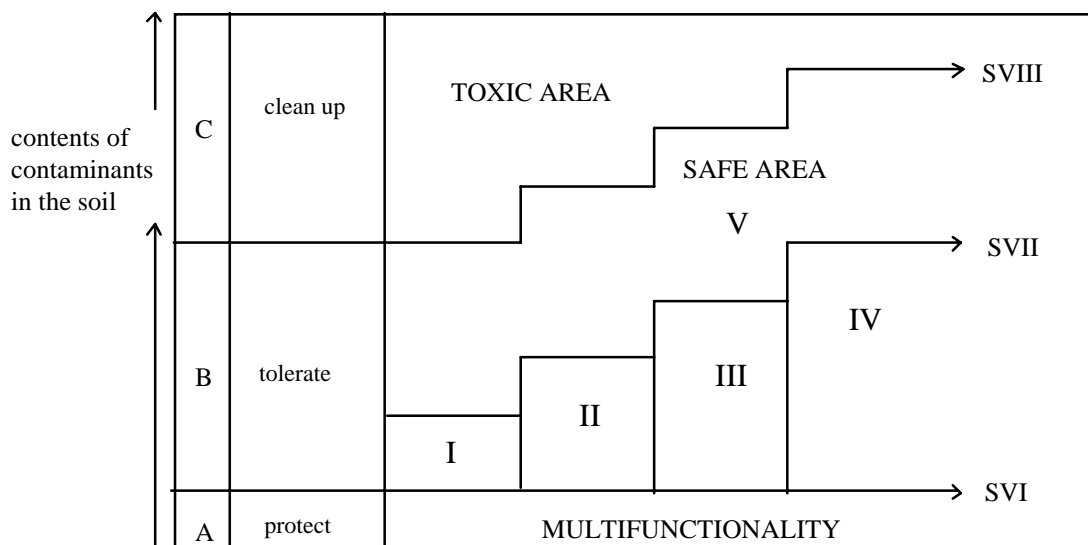 contents of
contaminants
in the soil
C
clean up
TOXIC AREA
SVIII
SAFE AREA
V
SVII
B
tolerate
I
II
III
IV
SVI
A
protect
MULTIFUNCTIONALITY